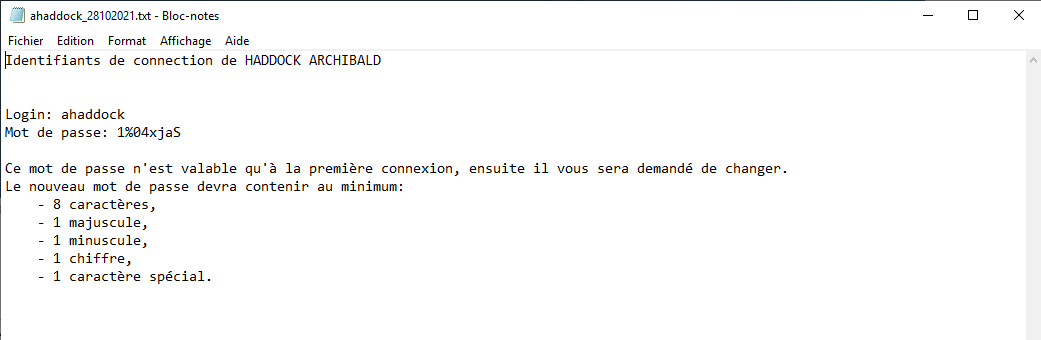 ahaddock_28102021.txt - Bloc-notes
Fichier Edition Format Affichage Aide
Identifiants de connection de HADDOCK ARCHIBALD
Login: ahaddock
Mot de passe: 1%04xjaS
Ce mot de passe n'est valable qu'à la première connexion, ensuite il vous sera demandé de changer.
Le nouveau mot de passe devra contenir au minimum:
- 8 caractères,
- 1 majuscule,
- 1 minuscule,
- 1 chiffre,
- 1 caractère spécial.